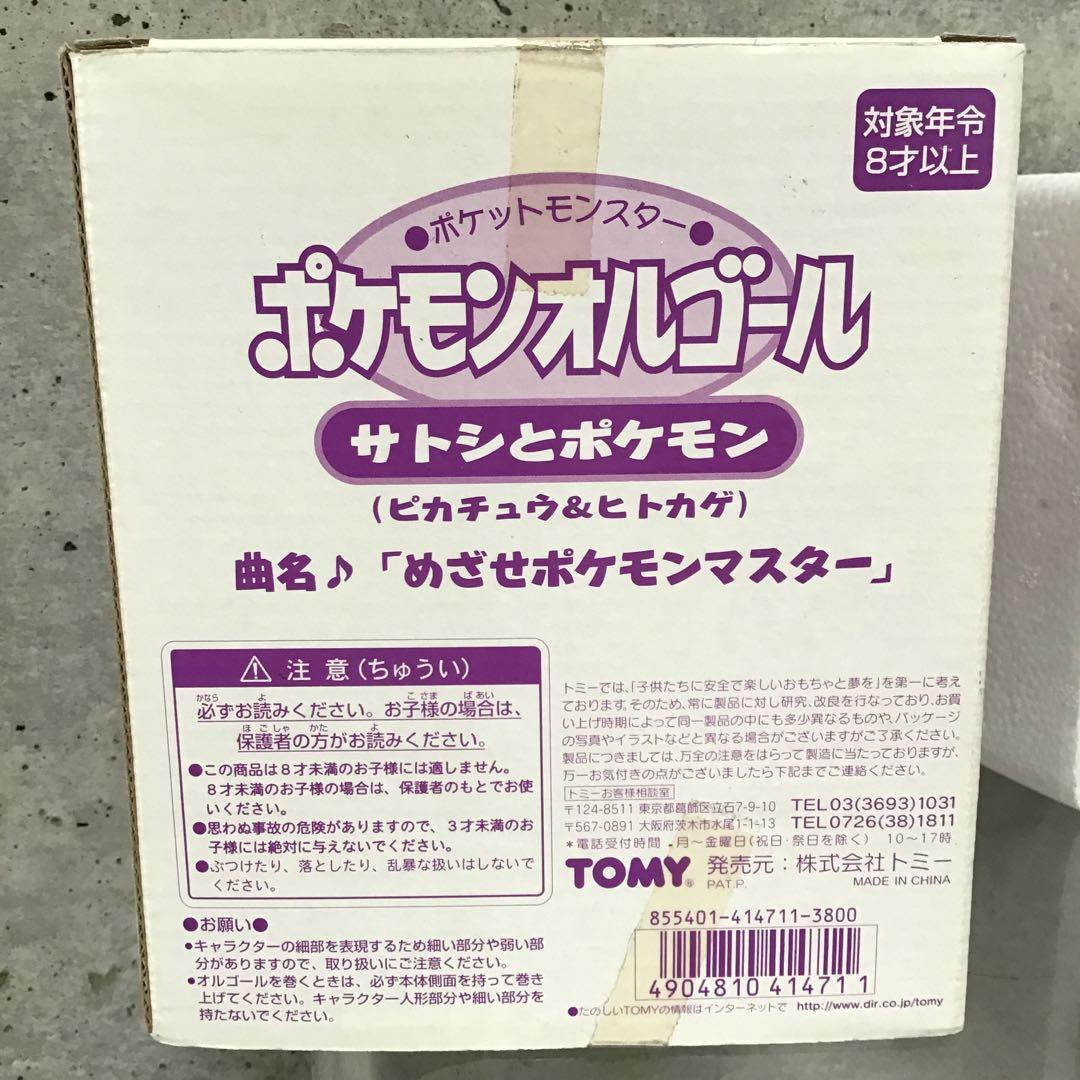 対象年令
8才以上
●ポケットモンスター●
ポケモンオルゴール
サトシとポケモン
(ピカチュウ&ヒトカゲ)
曲名♪「めざせポケモンマスター」
⚠ 注意(ちゅうい)
かなら よ こさま ばあい
必ずお読みください。お子様の場合は、
ほごしゃ かた よ
保護者の方がお読みください。
●この商品は8才未満のお子様には適しません。
8才未満のお子様の場合は、保護者のもとでお使
いください。
●思わぬ事故の危険がありますので、3才未満のお
子様には絶対に与えないでください。
●ぶつけたり、落としたり、乱暴な扱いはしないで
ください。
●お願い●
•キャラクターの細部を表現するため細い部分や弱い部
分がありますので、取り扱いにご注意ください。
•オルゴールを巻くときは、必ず本体側面を持って巻き
上げてください。キャラクター人形部分や細い部分を
持たないでください。
トミーでは、「子供たちに安全で楽しいおもちゃと夢を」を第一に考え
ております。そのため、常に製品に対し研究、改良を行なっており、お買
い上げ時期によって同一製品の中にも多少異なるものや、パッケージ
の写真やイラストなどと異なる場合がございますがご了承ください。
製品につきましては、万全の注意をはらって製造に当たっておりますが、
万一お気付きの点がございましたら下記までご連絡ください。
トミーお客様相談室
〒124-8511 東京都葛飾区立石7-9-10 TEL03(3693)1031
〒567-0891 大阪府茨木市水尾1-1-13 TEL0726(38)1811
*電話受付時間 月〜金曜日(祝日・祭日を除く) 10〜17時
TOMY® 発売元:株式会社トミー
PAT.P. MADE IN CHINA
855401-414711-3800
4904810 414711
●たのしいTOMYの情報はインターネットで http://www.dir.co.jp/tomy